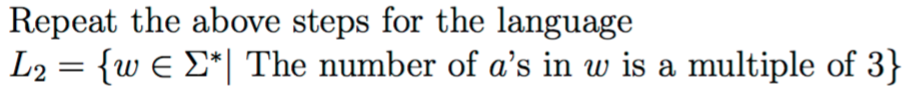 Repeat the above steps for the language
L₂ = {w ∈ Σ*| The number of a's in w is a multiple of 3}